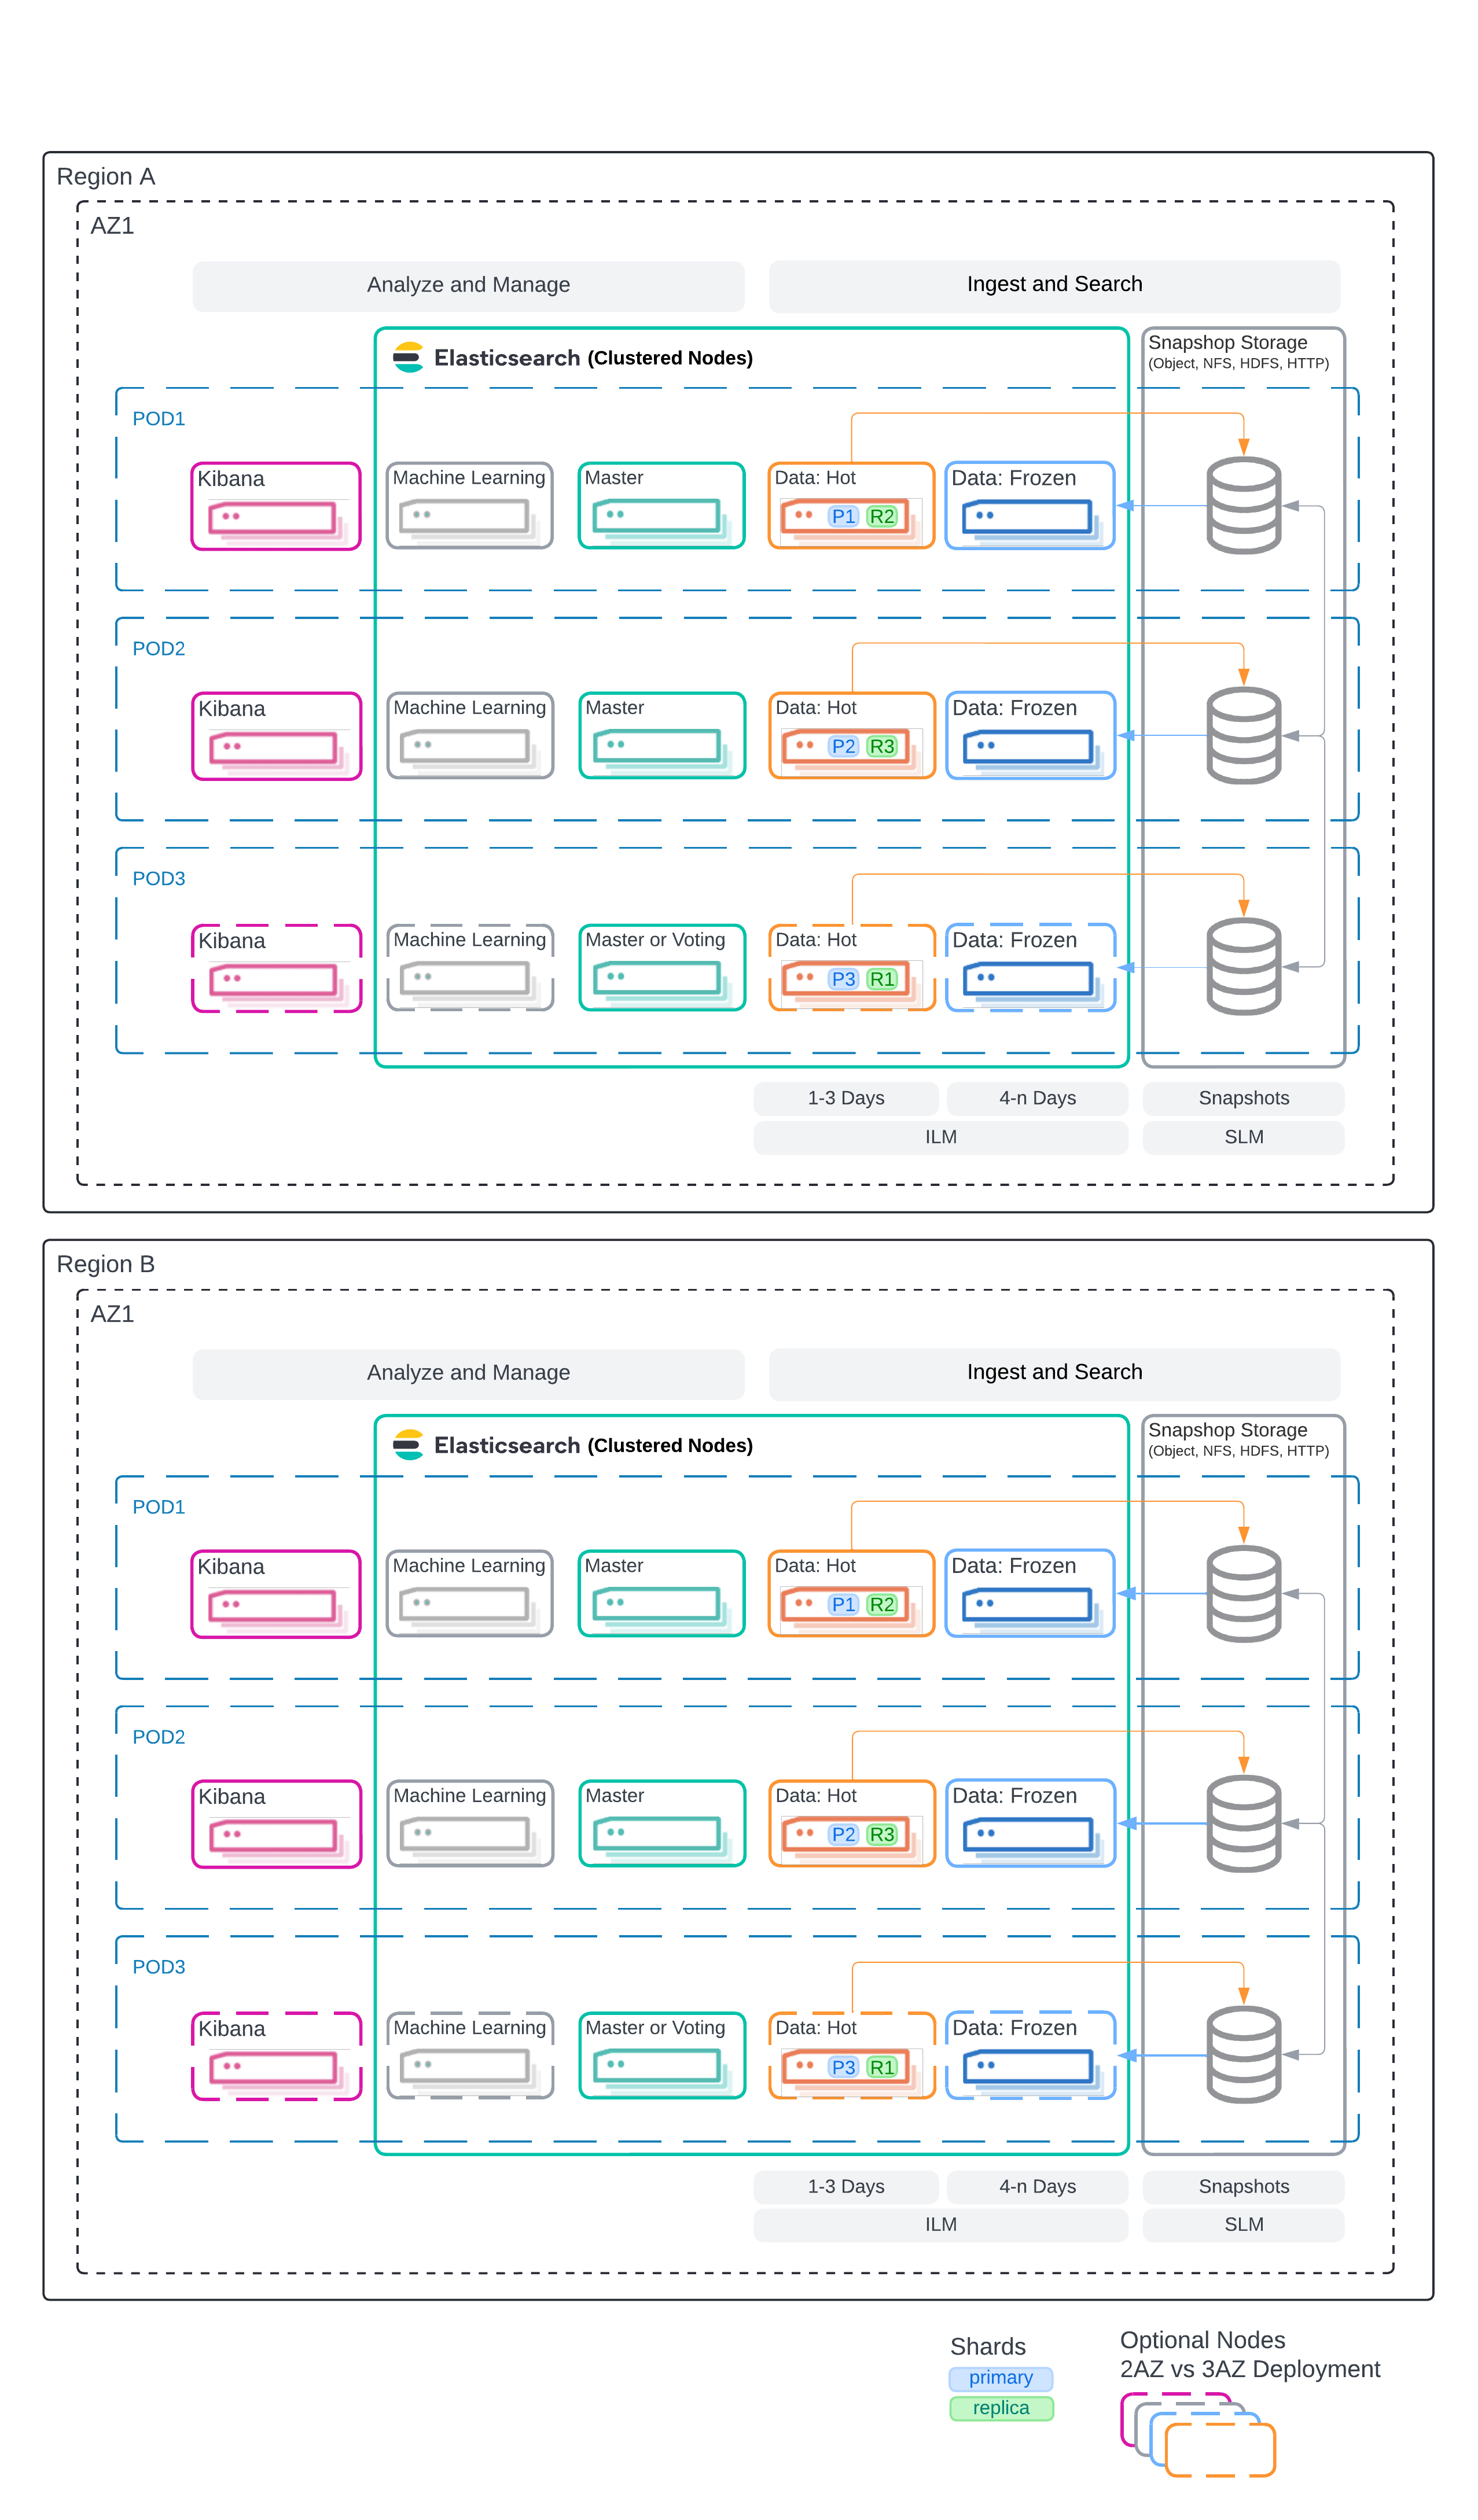 Region A
AZ1
Analyze and Manage
Ingest and Search
Elasticsearch (Clustered Nodes)
Snapshop Storage
(Object, NFS, HDFS, HTTP)
POD1
Kibana
Machine Learning
Master
Data: Hot
P1
R2
Data: Frozen
POD2
Kibana
Machine Learning
Master
Data: Hot
P2
R3
Data: Frozen
POD3
Kibana
Machine Learning
Master or Voting
Data: Hot
P3
R1
Data: Frozen
1-3 Days
4-n Days
Snapshots
ILM
SLM
Region B
AZ1
Analyze and Manage
Ingest and Search
Elasticsearch (Clustered Nodes)
Snapshop Storage
(Object, NFS, HDFS, HTTP)
POD1
Kibana
Machine Learning
Master
Data: Hot
P1
R2
Data: Frozen
POD2
Kibana
Machine Learning
Master
Data: Hot
P2
R3
Data: Frozen
POD3
Kibana
Machine Learning
Master or Voting
Data: Hot
P3
R1
Data: Frozen
1-3 Days
4-n Days
Snapshots
ILM
SLM
Shards
primary
replica
Optional Nodes
2AZ vs 3AZ Deployment